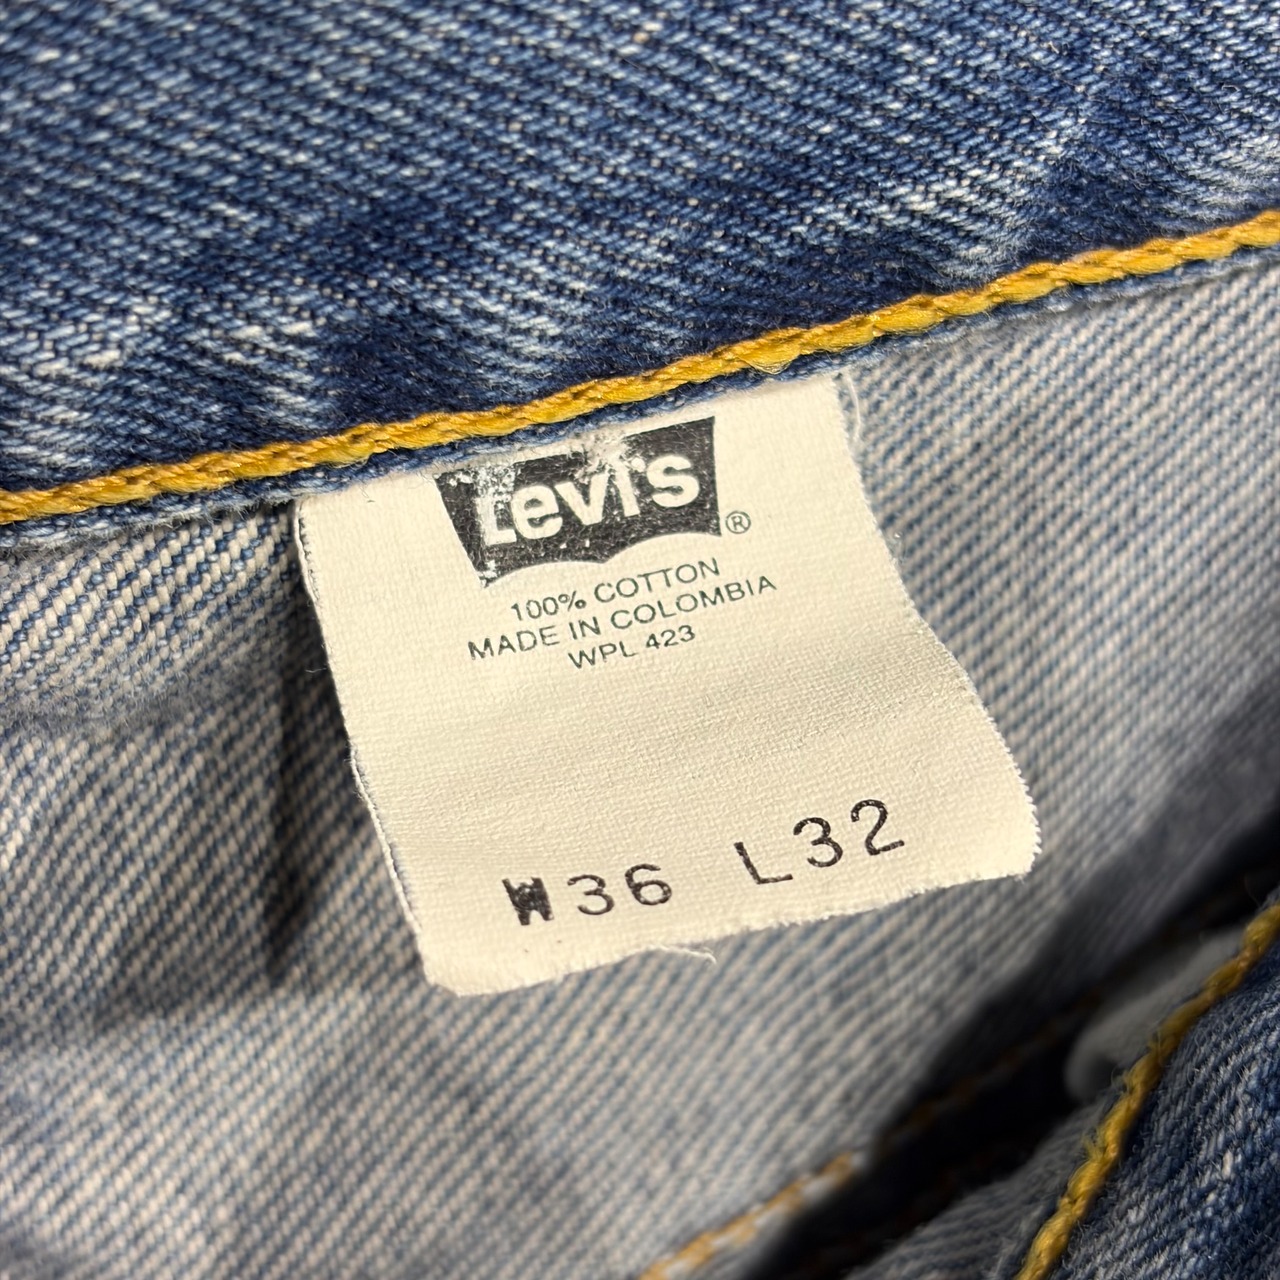 Levi's ®
100% COTTON
MADE IN COLOMBIA
WPL 423
W36 L32